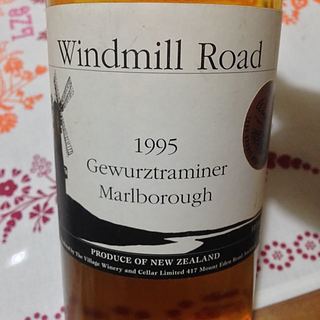 Windmill Road
1995
Gewurztraminer
Marlborough
PRODUCE OF NEW ZEALAND
by The Village Winery and Cellar Limited 417 Mount Eden Road,